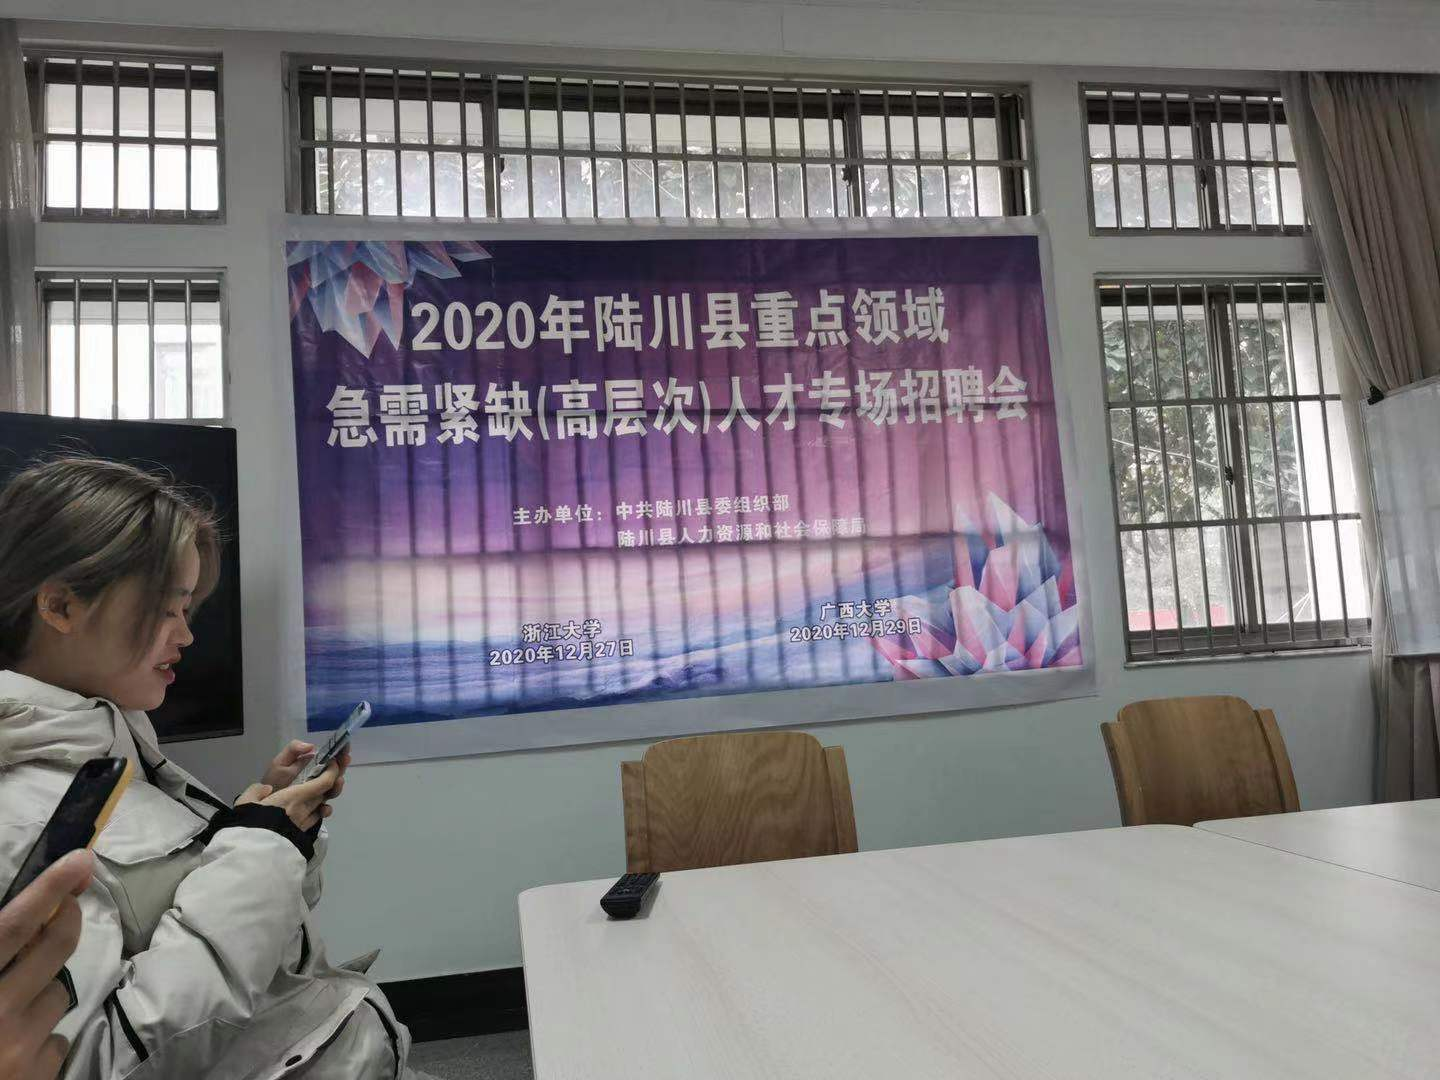 2020年陆川县重点领域
急需紧缺(高层次)人才专场招聘会
主办单位：中共陆川县委组织部
陆川县人力资源和社会保障局
浙江大学
2020年12月27日
广西大学
2020年12月29日